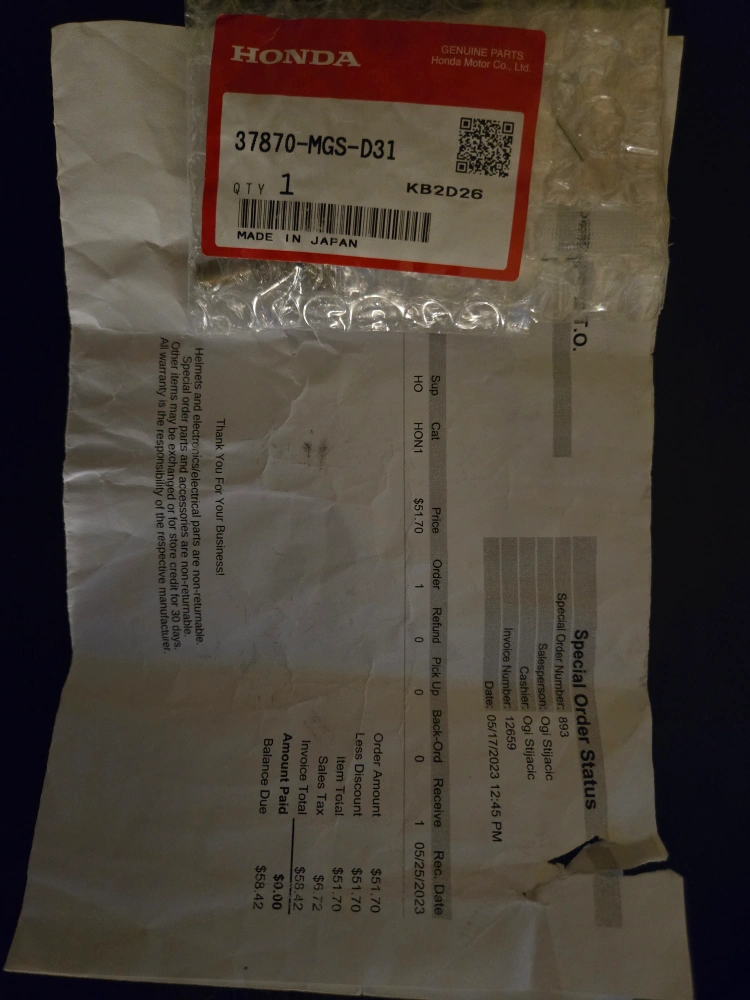 HONDA
GENUINE PARTS
Honda Motor Co., Ltd.
37870-MGS-D31
QTY 1
KB2D26
MADE IN JAPAN
T.O.
Special Order Status
Special Order Number: 893
Salesperson: Ogi Stijacic
Cashier: Ogi Stijacic
Invoice Number: 12659
Date: 05/17/2023 12:45 PM
Sup Cat Price Order Refund Pick Up Back-Ord Receive Rec. Date
HO HON1 $51.70 1 0 0 0 1 05/25/2023
Order Amount $51.70
Less Discount $51.70
Item Total $51.70
Sales Tax $6.72
Invoice Total $58.42
Amount Paid $0.00
Balance Due $58.42
Thank You For Your Business!
Helmets and electronics/electrical parts are non-returnable.
Special order parts and accessories are non-returnable.
Other items may be exchanged or for store credit for 30 days.
All warranty is the responsibility of the respective manufacturer.